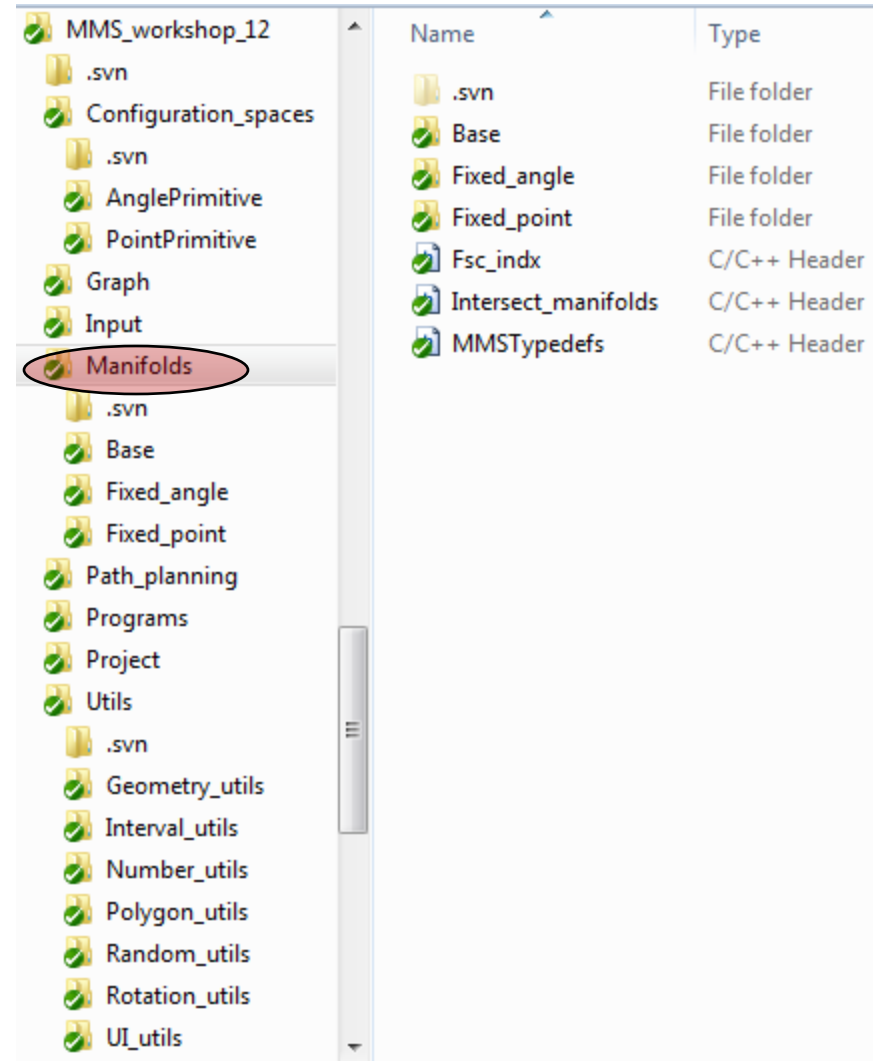 MMS_workshop_12
.svn
Configuration_spaces
.svn
AnglePrimitive
PointPrimitive
Graph
Input
Manifolds
.svn
Base
Fixed_angle
Fixed_point
Path_planning
Programs
Project
Utils
.svn
Geometry_utils
Interval_utils
Number_utils
Polygon_utils
Random_utils
Rotation_utils
UI_utils
Name Type
.svn File folder
Base File folder
Fixed_angle File folder
Fixed_point File folder
Fsc_indx C/C++ Header
Intersect_manifolds C/C++ Header
MMSTypedefs C/C++ Header